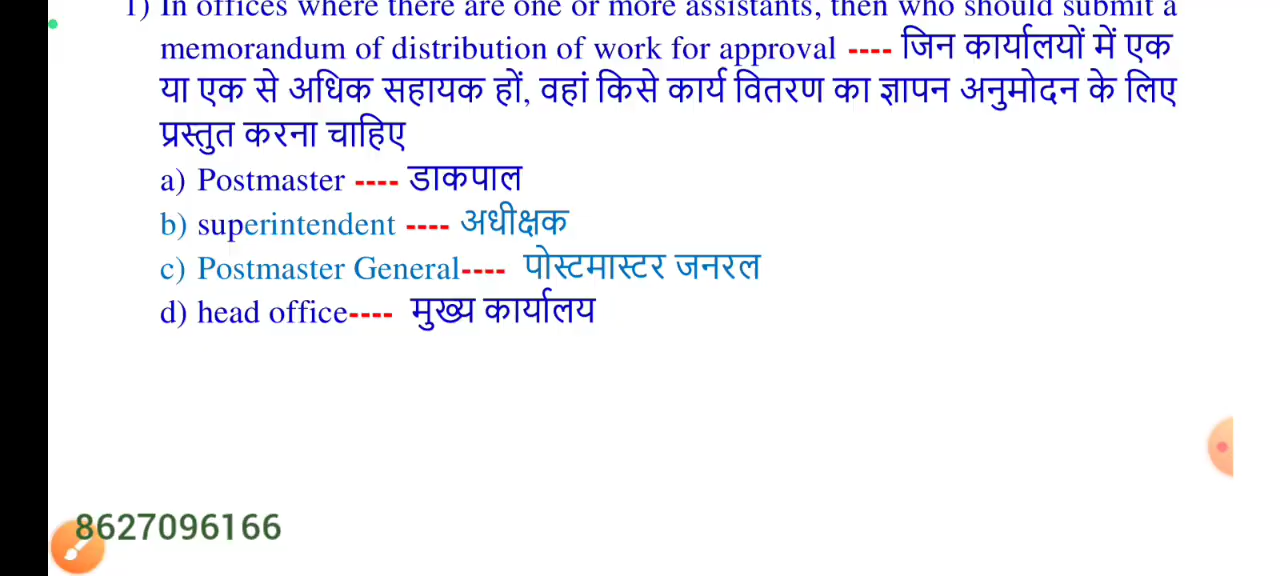 1) In offices where there are one or more assistants, then who should submit a
memorandum of distribution of work for approval ---- जिन कार्यालयों में एक
या एक से अधिक सहायक हों, वहां किसे कार्य वितरण का ज्ञापन अनुमोदन के लिए
प्रस्तुत करना चाहिए
a) Postmaster ---- डाकपाल
b) superintendent ---- अधीक्षक
c) Postmaster General---- पोस्टमास्टर जनरल
d) head office---- मुख्य कार्यालय
8627096166